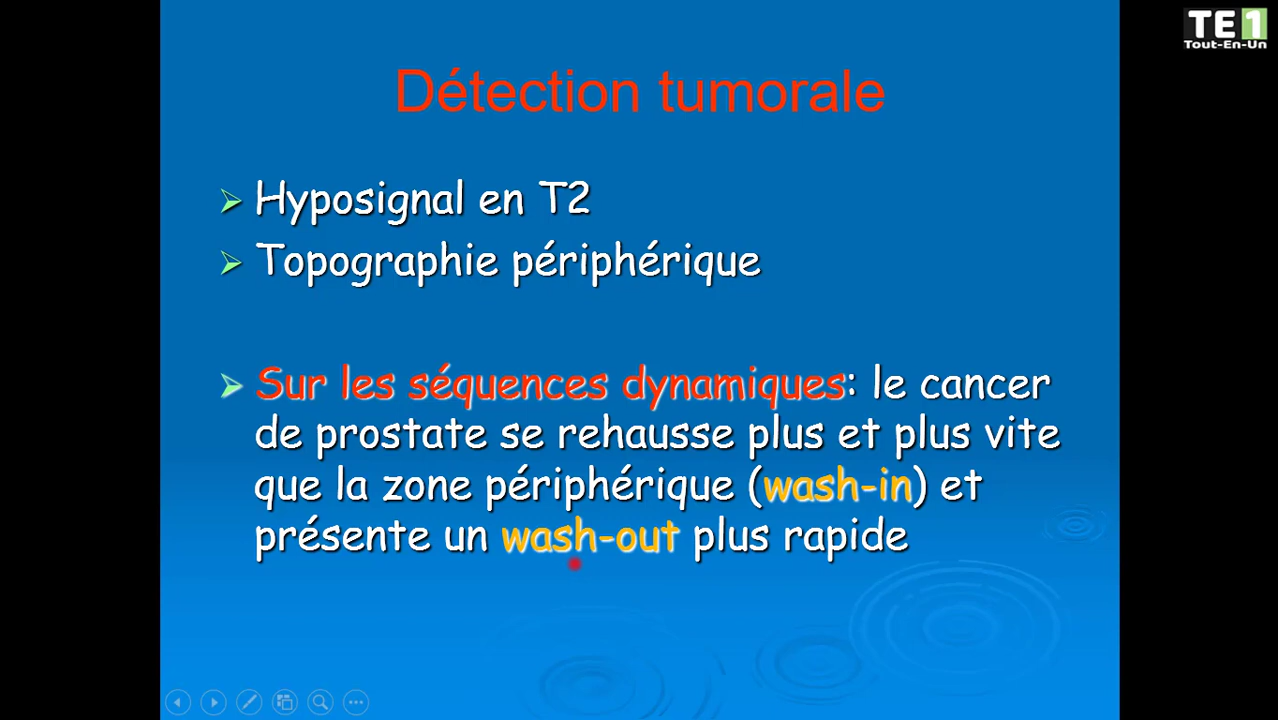 TE1
Tout-En-Un
Détection tumorale
Hyposignal en T2
Topographie périphérique
Sur les séquences dynamiques: le cancer
de prostate se rehausse plus et plus vite
que la zone périphérique (wash-in) et
présente un wash-out plus rapide